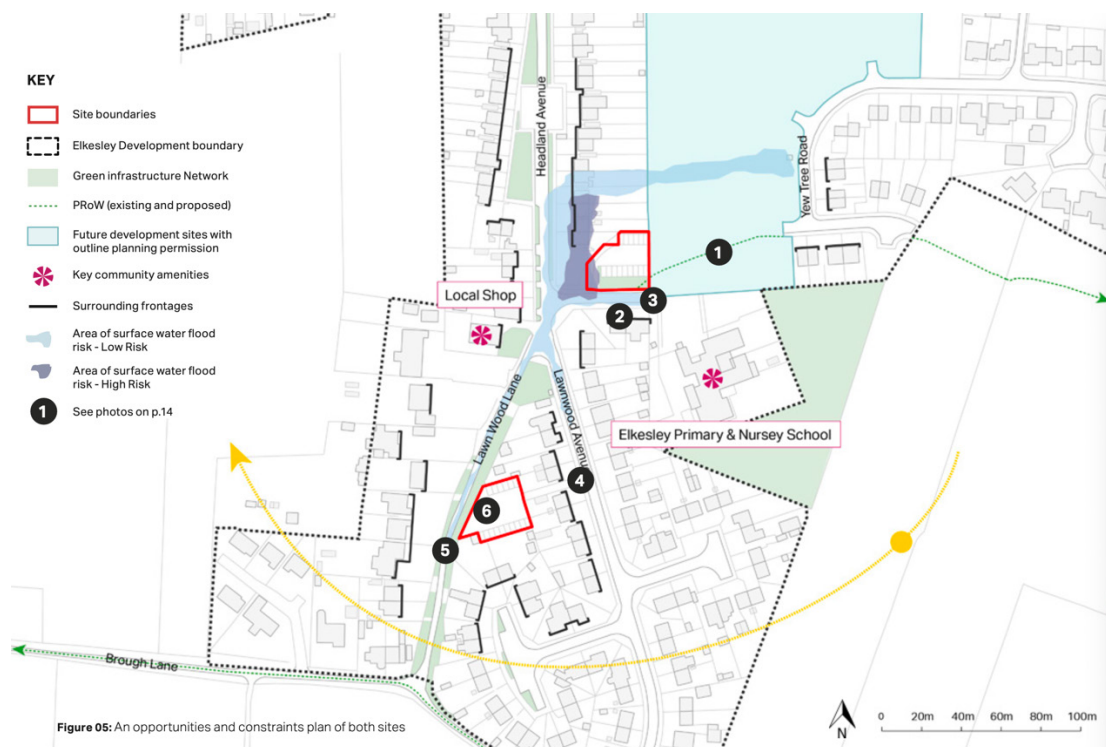 KEY
Site boundaries
Elkesley Development boundary
Green infrastructure Network
PRoW (existing and proposed)
Future development sites with
outline planning permission
Key community amenities
Surrounding frontages
Area of surface water flood
risk - Low Risk
Area of surface water flood
risk - High Risk
1
See photos on p.14
Headland Avenue
Yew Tree Road
1
Local Shop
3
2
Lawn Wood Lane
Lawnwood Avenue
Elkesley Primary & Nursey School
4
6
5
Brough Lane
Figure 05: An opportunities and constraints plan of both sites
N
0 20m 40m 60m 80m 100m